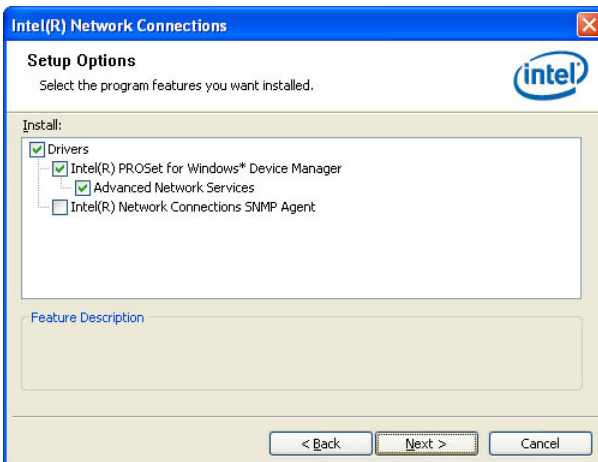 Intel(R) Network Connections
Setup Options
Select the program features you want installed.
intel
Install:
Drivers
Intel(R) PROSet for Windows* Device Manager
Advanced Network Services
Intel(R) Network Connections SNMP Agent
Feature Description
< Back
Next >
Cancel